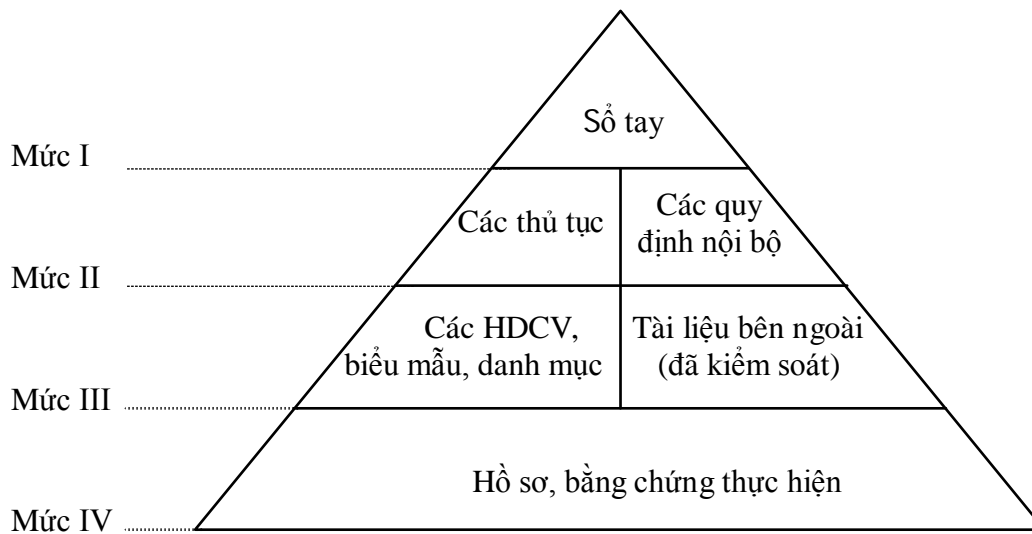 Sổ tay
Mức I
Các thủ tục
Các quy
định nội bộ
Mức II
Các HDCV,
biểu mẫu, danh mục
Tài liệu bên ngoài
(đã kiểm soát)
Mức III
Hồ sơ, bằng chứng thực hiện
Mức IV